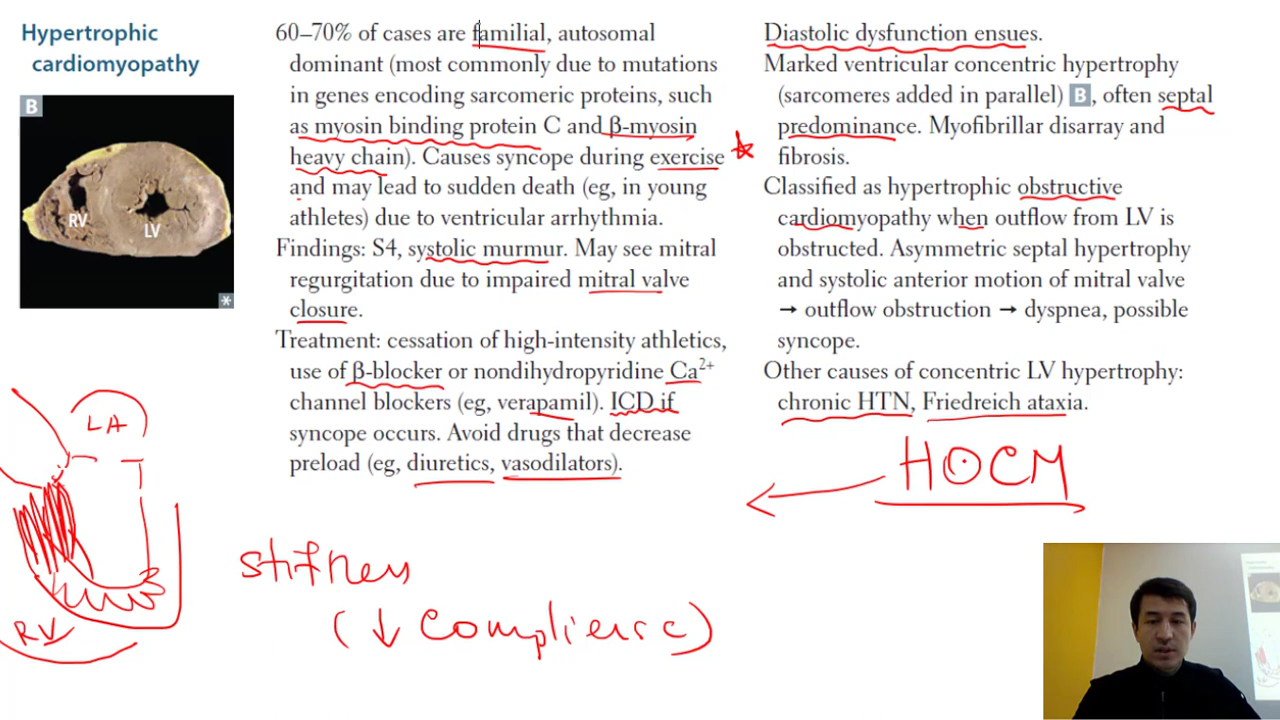 Hypertrophic
cardiomyopathy
B
RV
LV
*
60–70% of cases are familial, autosomal
dominant (most commonly due to mutations
in genes encoding sarcomeric proteins, such
as myosin binding protein C and β-myosin
heavy chain). Causes syncope during exercise
and may lead to sudden death (eg, in young
athletes) due to ventricular arrhythmia.
Findings: S4, systolic murmur. May see mitral
regurgitation due to impaired mitral valve
closure.
Treatment: cessation of high-intensity athletics,
use of β-blocker or nondihydropyridine Ca²⁺
channel blockers (eg, verapamil). ICD if
syncope occurs. Avoid drugs that decrease
preload (eg, diuretics, vasodilators).
Diastolic dysfunction ensues.
Marked ventricular concentric hypertrophy
(sarcomeres added in parallel) B, often septal
predominance. Myofibrillar disarray and
fibrosis.
Classified as hypertrophic obstructive
cardiomyopathy when outflow from LV is
obstructed. Asymmetric septal hypertrophy
and systolic anterior motion of mitral valve
→ outflow obstruction → dyspnea, possible
syncope.
Other causes of concentric LV hypertrophy:
chronic HTN, Friedreich ataxia.
HOCM
LA
RV
stifness
(↓ complience)